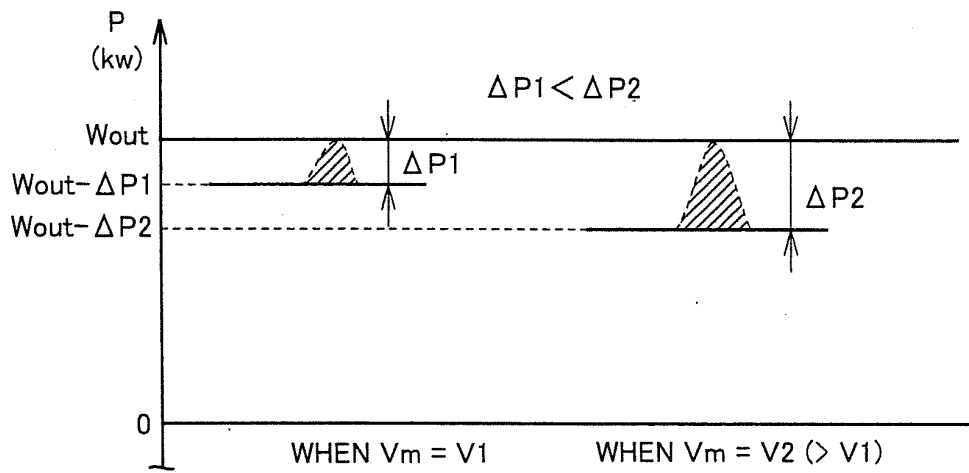 P
(kw)
ΔP1<ΔP2
Wout
ΔP1
Wout-ΔP1
ΔP2
Wout-ΔP2
0
WHEN Vm = V1
WHEN Vm = V2 (> V1)